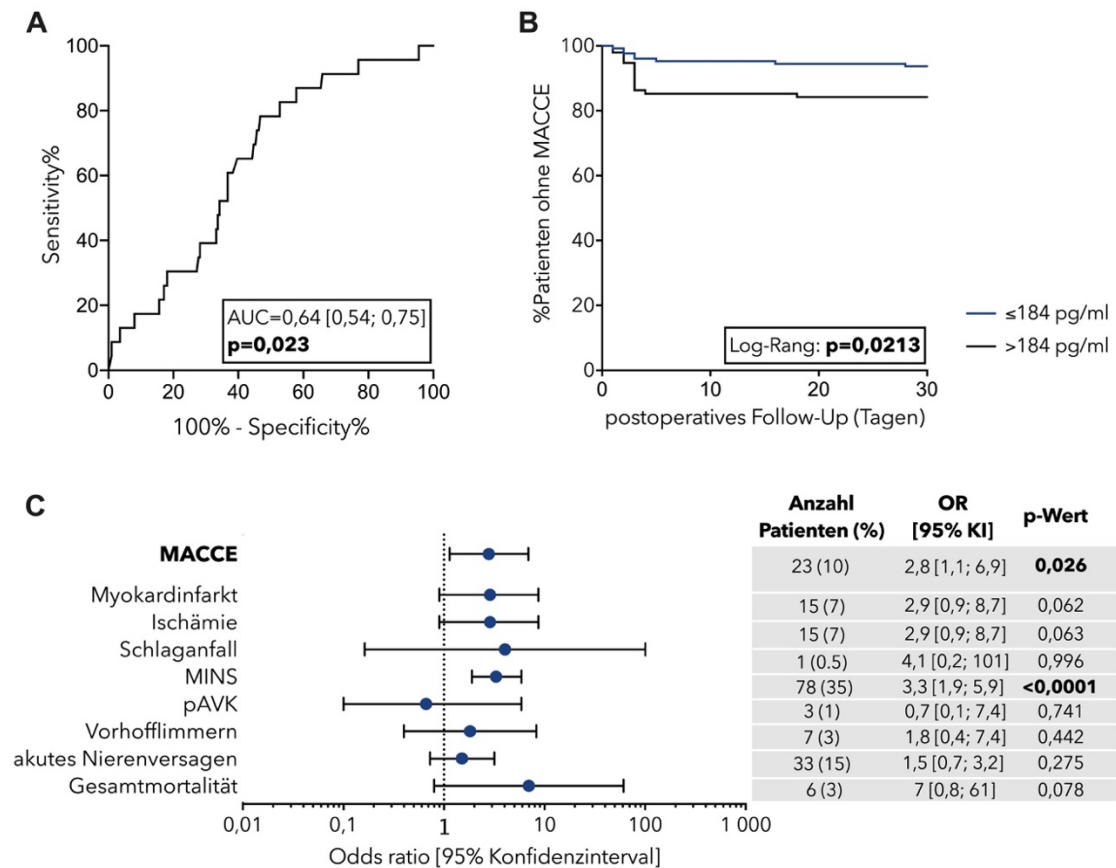 A
100
80
60
40
20
0
Sensitivity%
AUC=0,64 [0,54; 0,75]
p=0,023
0 20 40 60 80 100
100% - Specificity%
B
100
80
60
40
20
0
%Patienten ohne MACCE
Log-Rang: p=0,0213
0 10 20 30
postoperatives Follow-Up (Tagen)
≤184 pg/ml
>184 pg/ml
C
Anzahl Patienten (%) OR [95% KI] p-Wert
MACCE 23 (10) 2,8 [1,1; 6,9] 0,026
Myokardinfarkt 15 (7) 2,9 [0,9; 8,7] 0,062
Ischämie 15 (7) 2,9 [0,9; 8,7] 0,063
Schlaganfall 1 (0.5) 4,1 [0,2; 101] 0,996
MINS 78 (35) 3,3 [1,9; 5,9] <0,0001
pAVK 3 (1) 0,7 [0,1; 7,4] 0,741
Vorhofflimmern 7 (3) 1,8 [0,4; 7,4] 0,442
akutes Nierenversagen 33 (15) 1,5 [0,7; 3,2] 0,275
Gesamtmortalität 6 (3) 7 [0,8; 61] 0,078
0,01 0,1 1 10 100 1 000
Odds ratio [95% Konfidenzinterval]